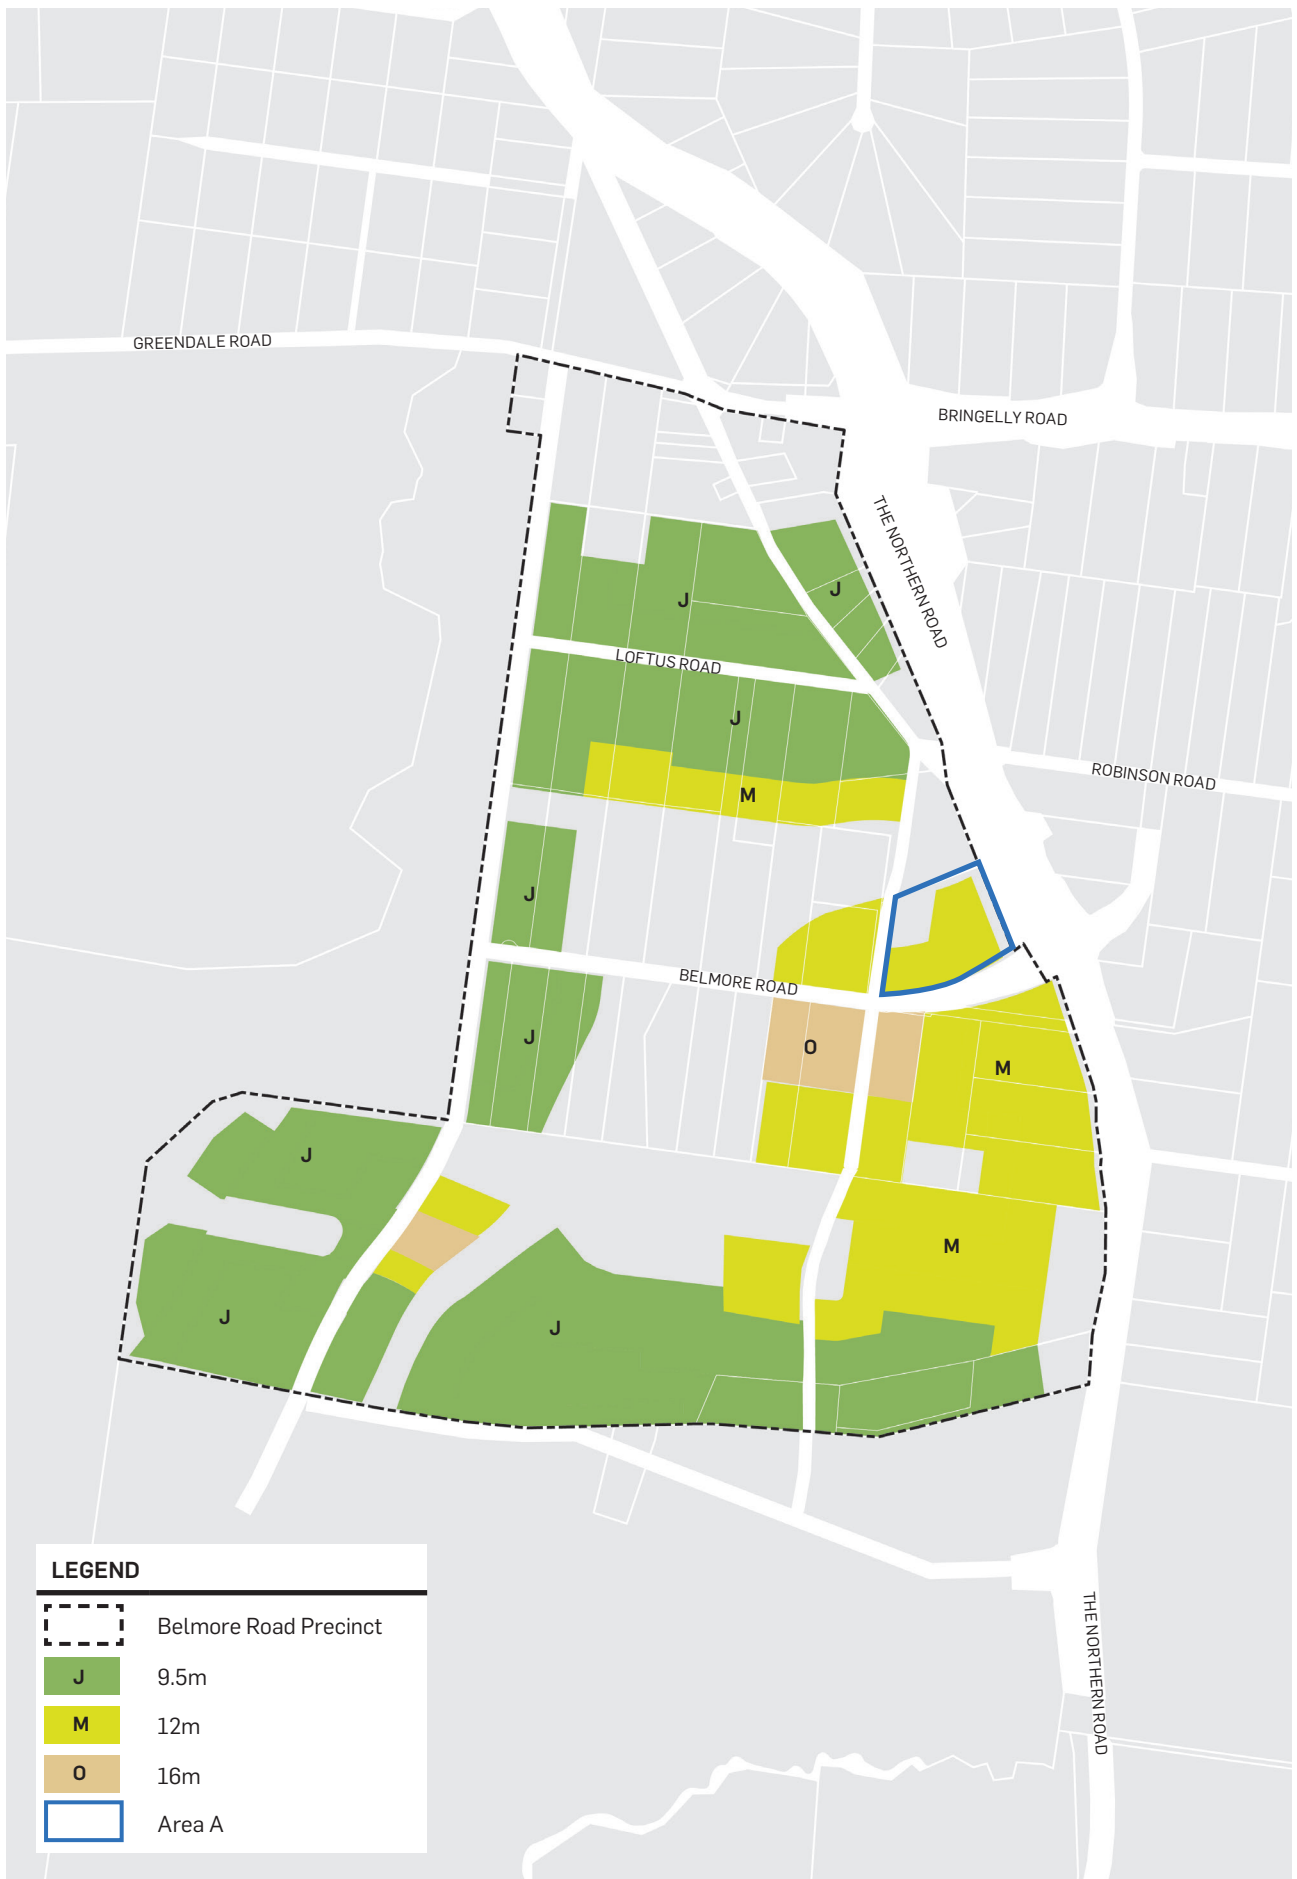 GREENDALE ROAD
BRINGELLY ROAD
THE NORTHERN ROAD
J
J
LOFTUS ROAD
J
ROBINSON ROAD
M
J
BELMORE ROAD
J
O
M
J
M
J
J
THE NORTHERN ROAD
LEGEND
Belmore Road Precinct
J 9.5m
M 12m
O 16m
Area A